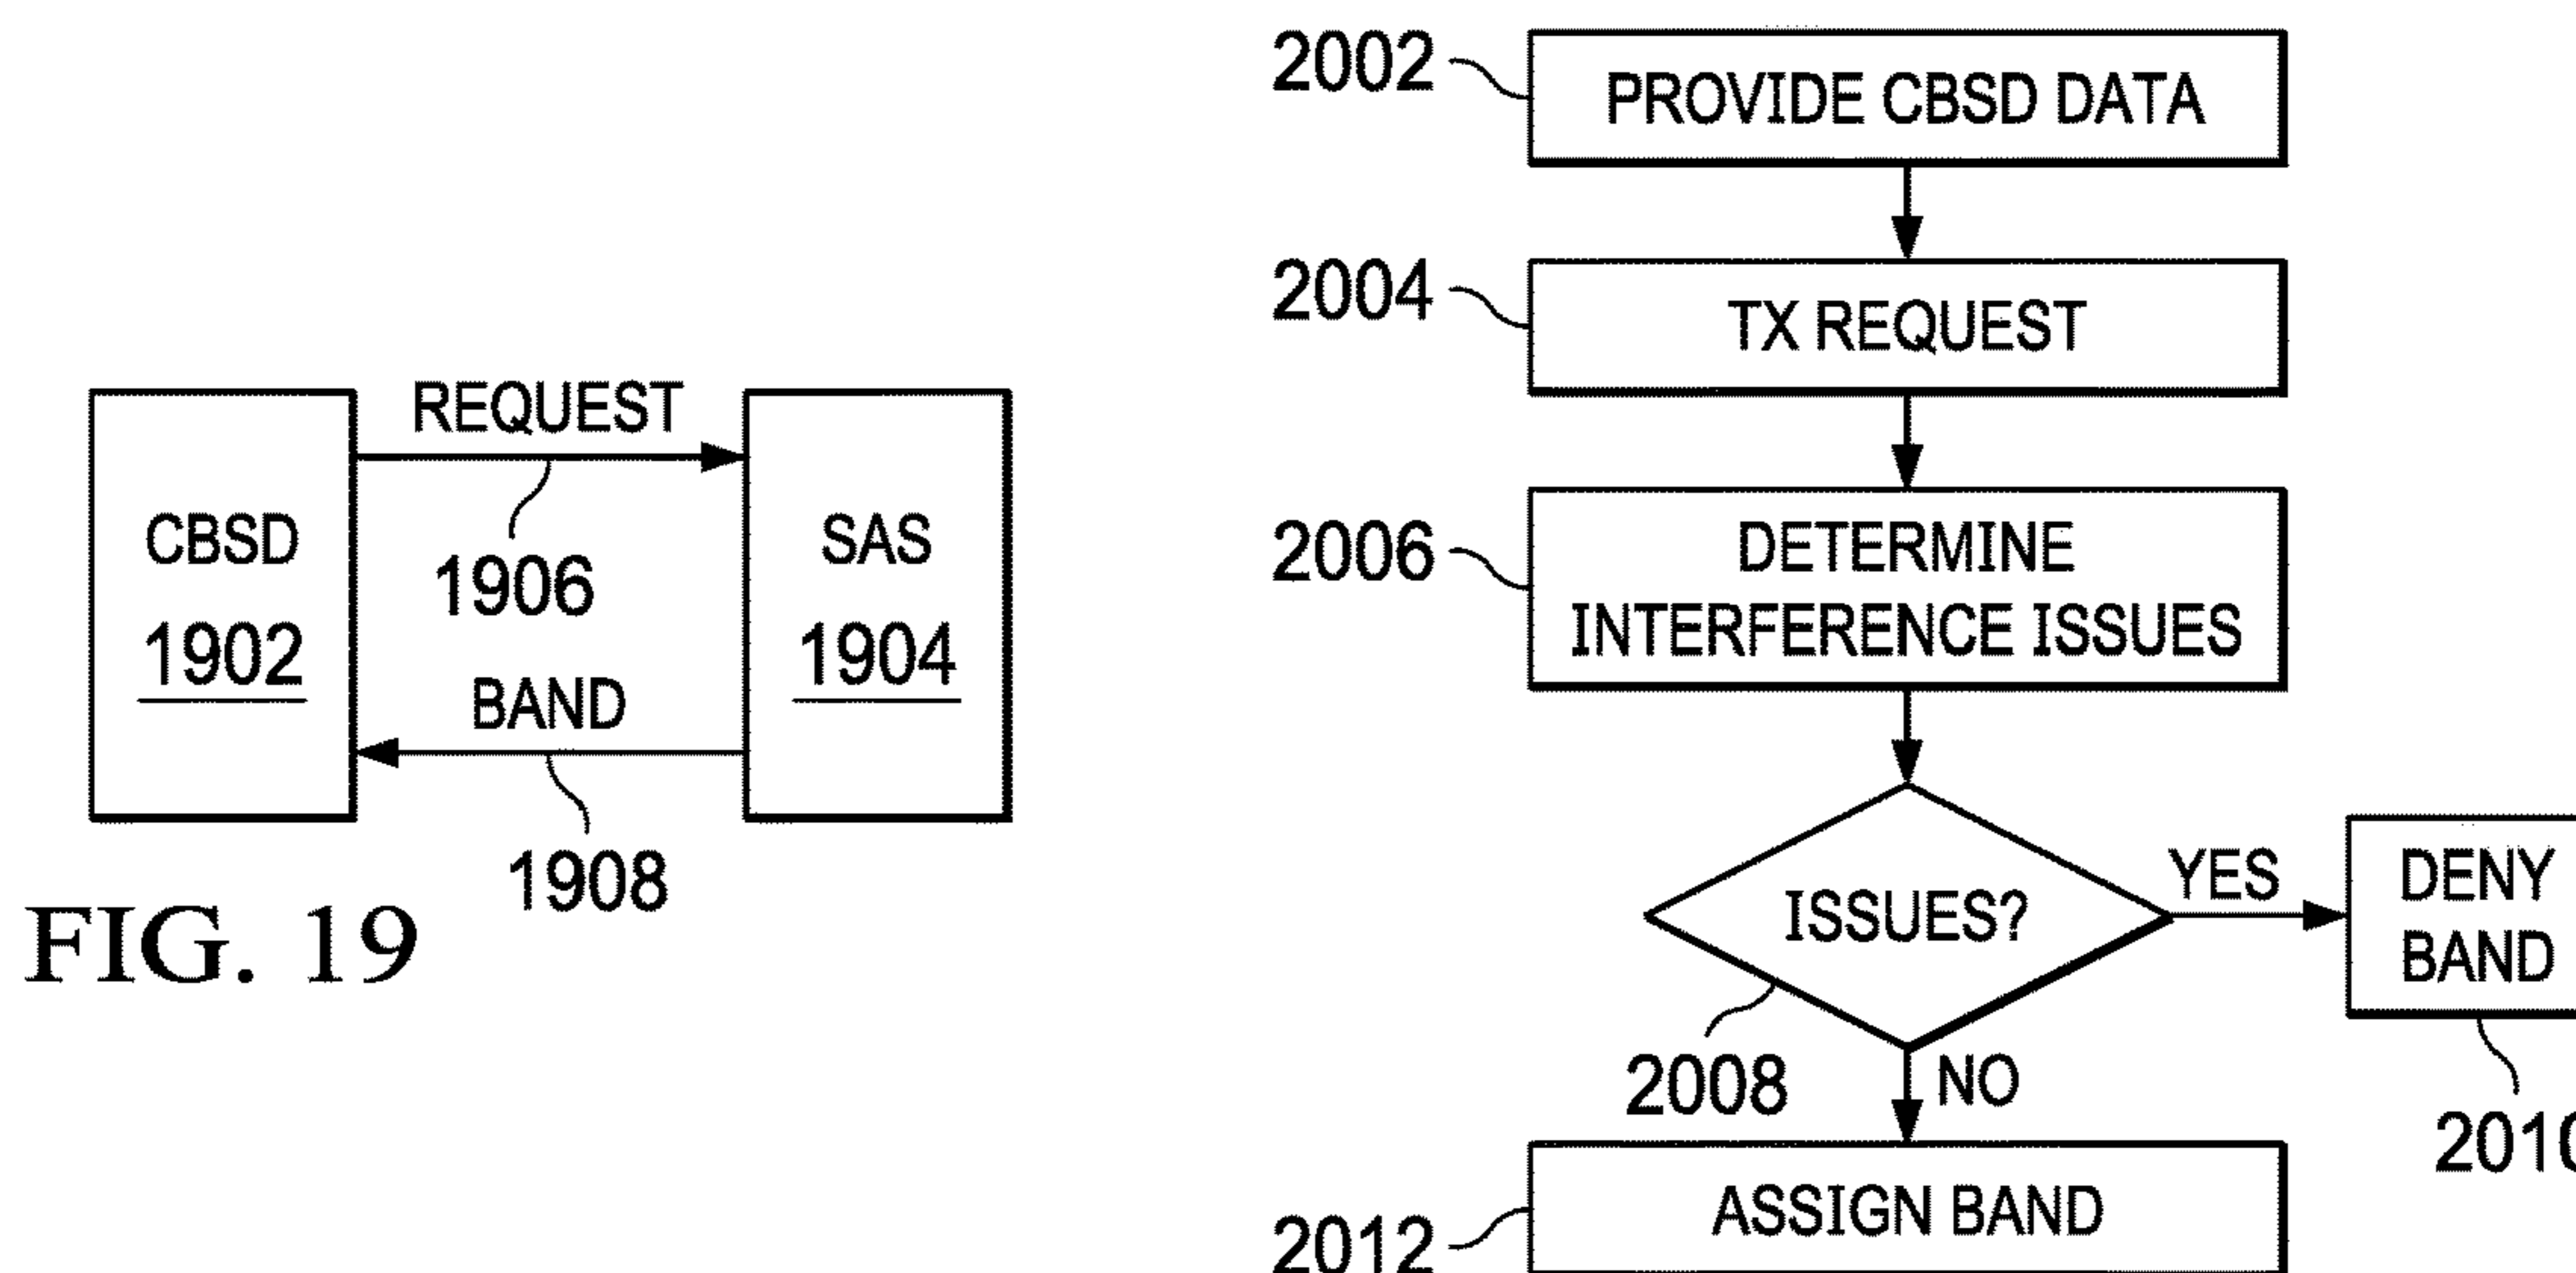 REQUEST
CBSD
1902
SAS
1904
1906
BAND
1908
FIG. 19
2002
PROVIDE CBSD DATA
2004
TX REQUEST
2006
DETERMINE
INTERFERENCE ISSUES
ISSUES?
YES
DENY
BAND
2008
NO
2010
2012
ASSIGN BAND